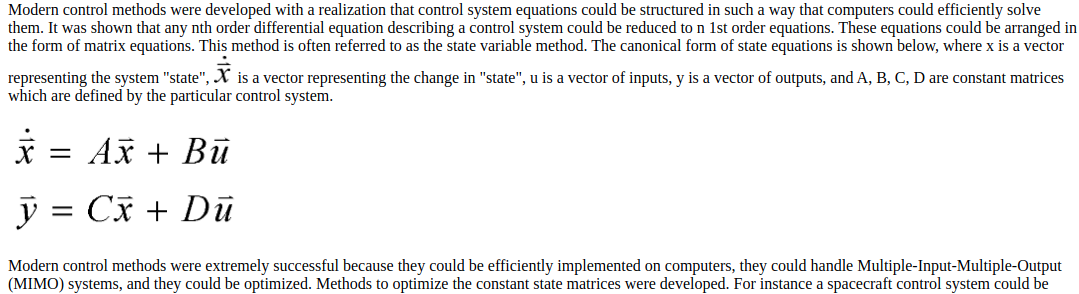 Modern control methods were developed with a realization that control system equations could be structured in such a way that computers could efficiently solve
them. It was shown that any nth order differential equation describing a control system could be reduced to n 1st order equations. These equations could be arranged in
the form of matrix equations. This method is often referred to as the state variable method. The canonical form of state equations is shown below, where x is a vector
representing the system "state", $\dot{\vec{x}}$ is a vector representing the change in "state", u is a vector of inputs, y is a vector of outputs, and A, B, C, D are constant matrices
which are defined by the particular control system.
$\dot{\vec{x}} = A\vec{x} + B\vec{u}$
$\vec{y} = C\vec{x} + D\vec{u}$
Modern control methods were extremely successful because they could be efficiently implemented on computers, they could handle Multiple-Input-Multiple-Output
(MIMO) systems, and they could be optimized. Methods to optimize the constant state matrices were developed. For instance a spacecraft control system could be